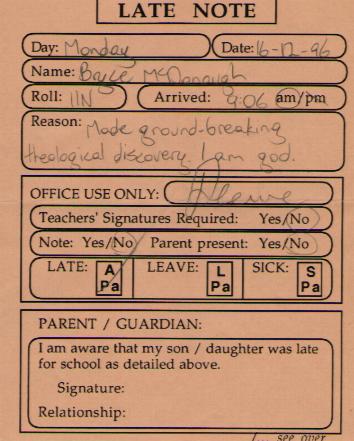 LATE NOTE
Day: Monday Date: 16-12-96
Name: Bryce McDonaugh
Roll: 11N Arrived: 9:06 am/pm
Reason: Made ground-breaking
theological discovery. I am god.
OFFICE USE ONLY:
Teachers' Signatures Required: Yes/No
Note: Yes/No Parent present: Yes/No
LATE: A Pa LEAVE: L Pa SICK: S Pa
PARENT / GUARDIAN:
I am aware that my son / daughter was late
for school as detailed above.
Signature:
Relationship:
see over